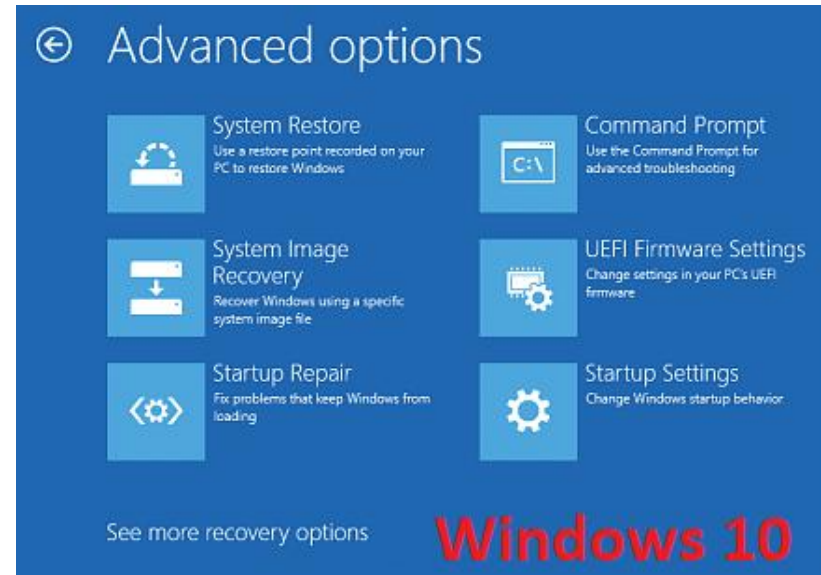 Advanced options
System Restore
Use a restore point recorded on your
PC to restore Windows
System Image
Recovery
Recover Windows using a specific
system image file
Startup Repair
Fix problems that keep Windows from
loading
C:\
Command Prompt
Use the Command Prompt for
advanced troubleshooting
UEFI Firmware Settings
Change settings in your PC's UEFI
firmware
Startup Settings
Change Windows startup behavior
See more recovery options
Windows 10